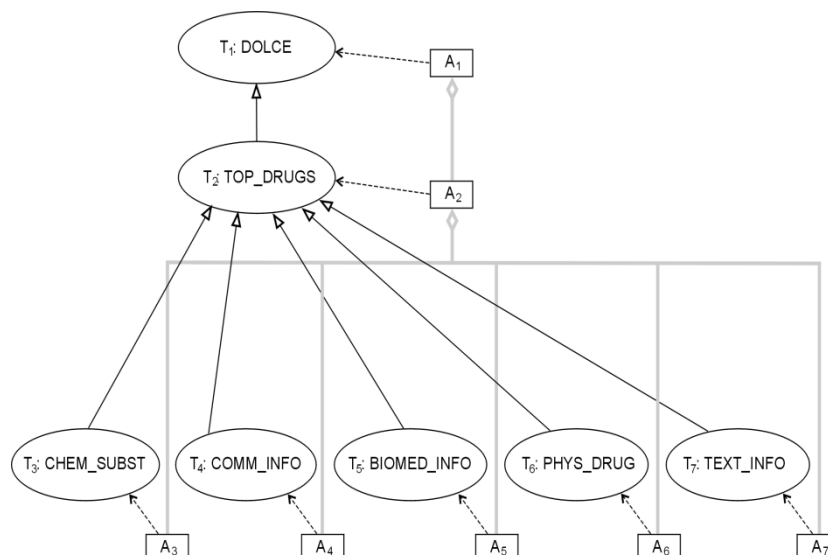 T₁: DOLCE
A₁
T₂: TOP_DRUGS
A₂
T₃: CHEM_SUBST
T₄: COMM_INFO
T₅: BIOMED_INFO
T₆: PHYS_DRUG
T₇: TEXT_INFO
A₃
A₄
A₅
A₆
A₇